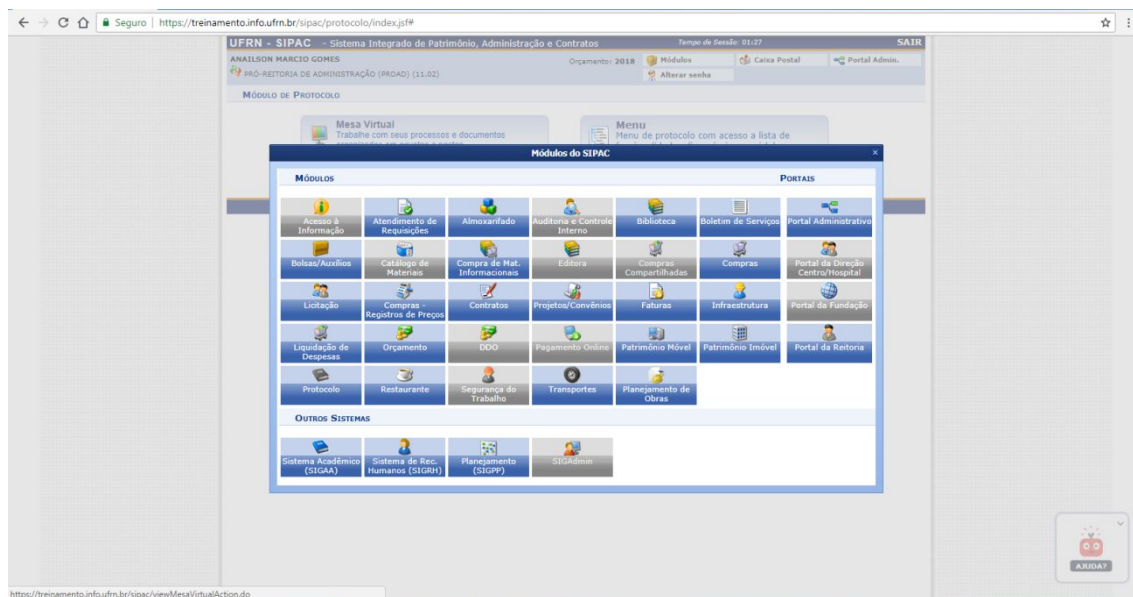 Seguro | https://treinamento.info.ufrn.br/sipac/protocolo/index.jsf#
UFRN - SIPAC - Sistema Integrado de Patrimônio, Administração e Contratos
Tempo de Sessão: 01:27
SAIR
ANAILSON MARCIO GOMES
Orçamento: 2018
Módulos
Caixa Postal
Portal Admin.
PRÓ-REITORIA DE ADMINISTRAÇÃO (PROAD) (11.02)
Alterar senha
MÓDULO DE PROTOCOLO
Mesa Virtual
Trabalhe com seus processos e documentos
Menu
Menu de protocolo com acesso a lista de
Módulos do SIPAC
x
MÓDULOS
PORTAIS
Acesso à
Informação
Atendimento de
Requisições
Almoxarifado
Auditoria e Controle
Interno
Biblioteca
Boletim de Serviços
Portal Administrativo
Bolsas/Auxílios
Catálogo de
Materiais
Compra de Mat.
Informacionais
Editora
Compras
Compartilhadas
Compras
Portal da Direção
Centro/Hospital
Licitação
Compras -
Registros de Preços
Contratos
Projetos/Convênios
Faturas
Infraestrutura
Portal da Fundação
Liquidação de
Despesas
Orçamento
DDO
Pagamento Online
Patrimônio Móvel
Patrimônio Imóvel
Portal da Reitoria
Protocolo
Restaurante
Segurança do
Trabalho
Transportes
Planejamento de
Obras
OUTROS SISTEMAS
Sistema Acadêmico
(SIGAA)
Sistema de Rec.
Humanos (SIGRH)
Planejamento
(SIGPP)
SIGAdmin
AJUDA?
https://treinamento.info.ufrn.br/sipac/viewMesaVirtualAction.do